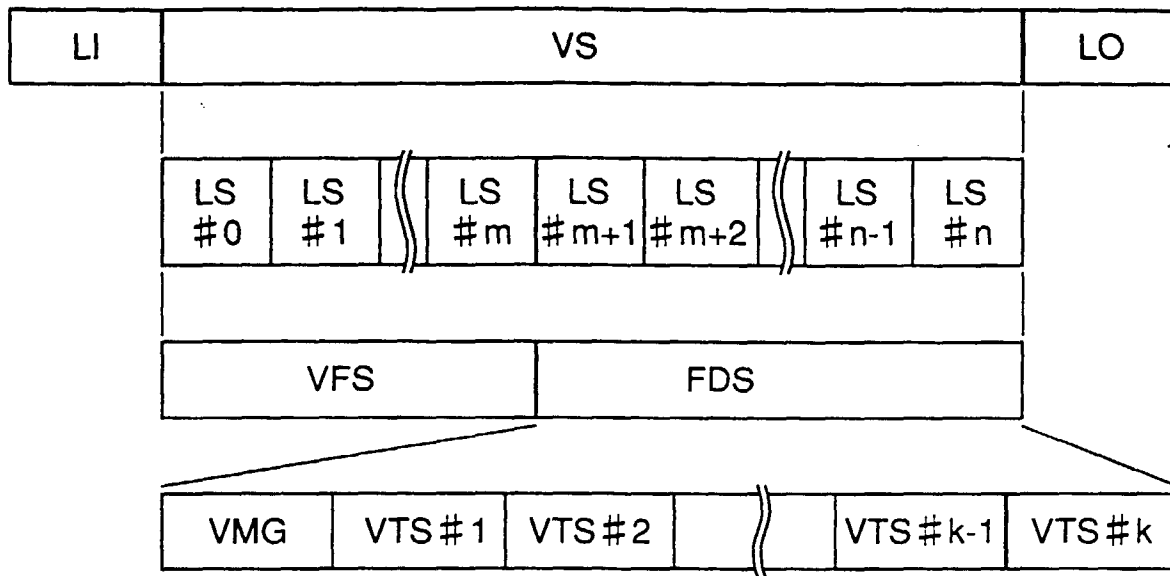 LI VS LO
LS LS LS LS LS LS LS
#0 #1 #m #m+1 #m+2 #n-1 #n
VFS FDS
VMG VTS#1 VTS#2 VTS#k-1 VTS#k